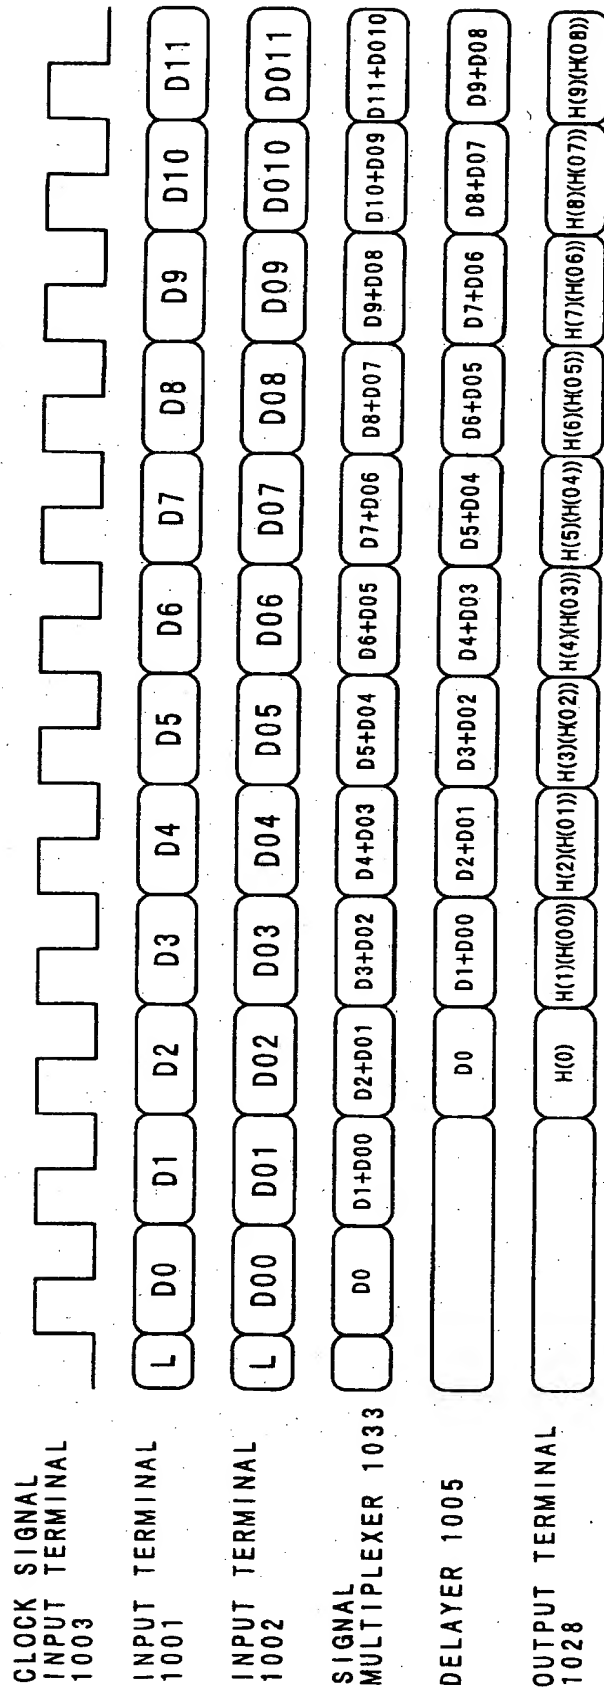 CLOCK SIGNAL
INPUT TERMINAL
1003
INPUT TERMINAL
1001
L D0 D1 D2 D3 D4 D5 D6 D7 D8 D9 D10 D11
INPUT TERMINAL
1002
L D00 D01 D02 D03 D04 D05 D06 D07 D08 D09 D010 D011
SIGNAL
MULTIPLEXER 1033
D0 D1+D00 D2+D01 D3+D02 D4+D03 D5+D04 D6+D05 D7+D06 D8+D07 D9+D08 D10+D09 D11+D010
DELAYER 1005
D0 D1+D00 D2+D01 D3+D02 D4+D03 D5+D04 D6+D05 D7+D06 D8+D07 D9+D08
OUTPUT TERMINAL
1028
H(0) H(1)(H(00)) H(2)(H(01)) H(3)(H(02)) H(4)(H(03)) H(5)(H(04)) H(6)(H(05)) H(7)(H(06)) H(8)(H(07)) H(9)(H(08))